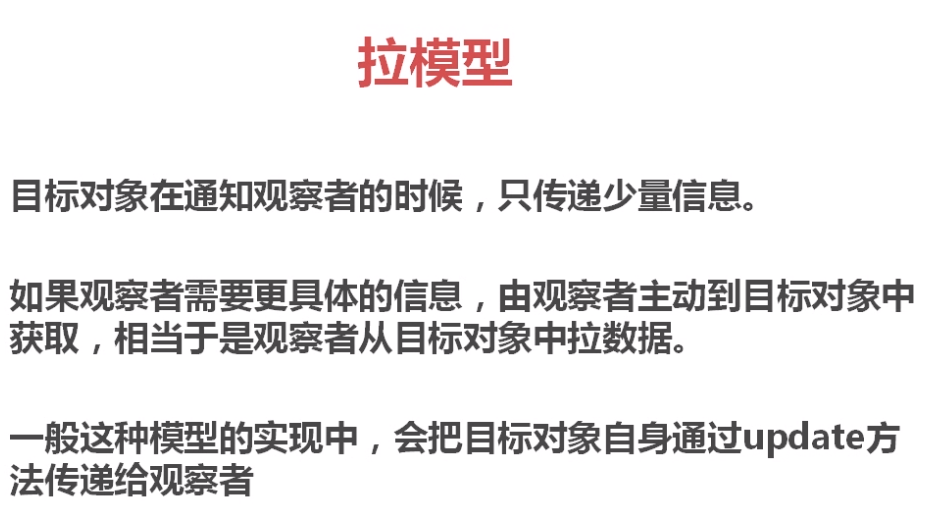 拉模型
目标对象在通知观察者的时候，只传递少量信息。
如果观察者需要更具体的信息，由观察者主动到目标对象中
获取，相当于是观察者从目标对象中拉数据。
一般这种模型的实现中，会把目标对象自身通过update方
法传递给观察者